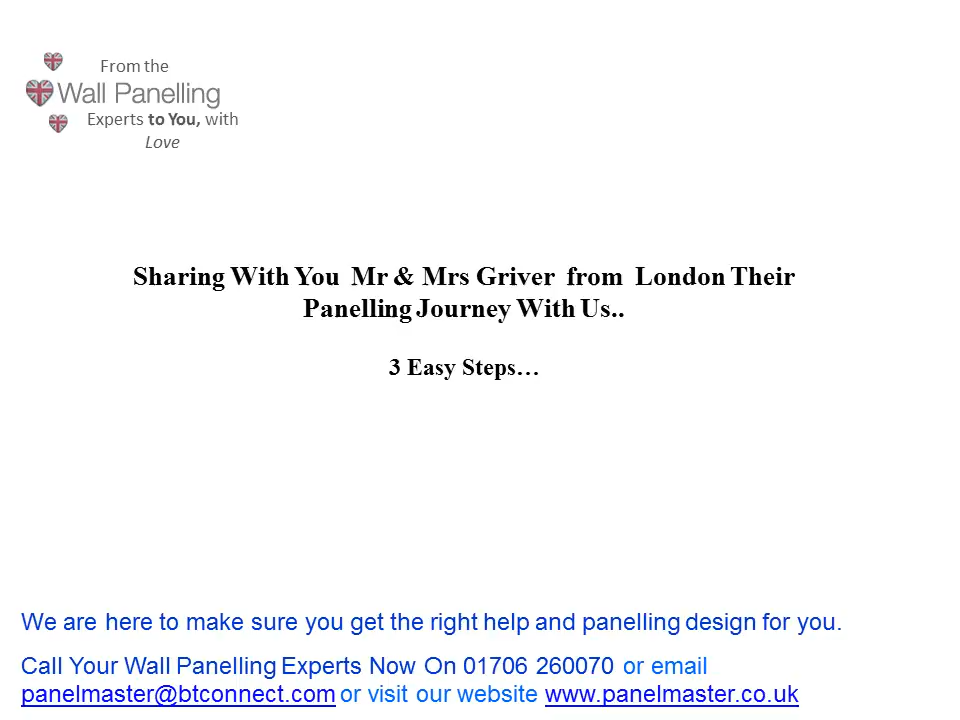 From the
Wall Panelling
Experts to You, with
Love
Sharing With You Mr & Mrs Griver from London Their
Panelling Journey With Us..
3 Easy Steps…
We are here to make sure you get the right help and panelling design for you.
Call Your Wall Panelling Experts Now On 01706 260070 or email
panelmaster@btconnect.com or visit our website www.panelmaster.co.uk